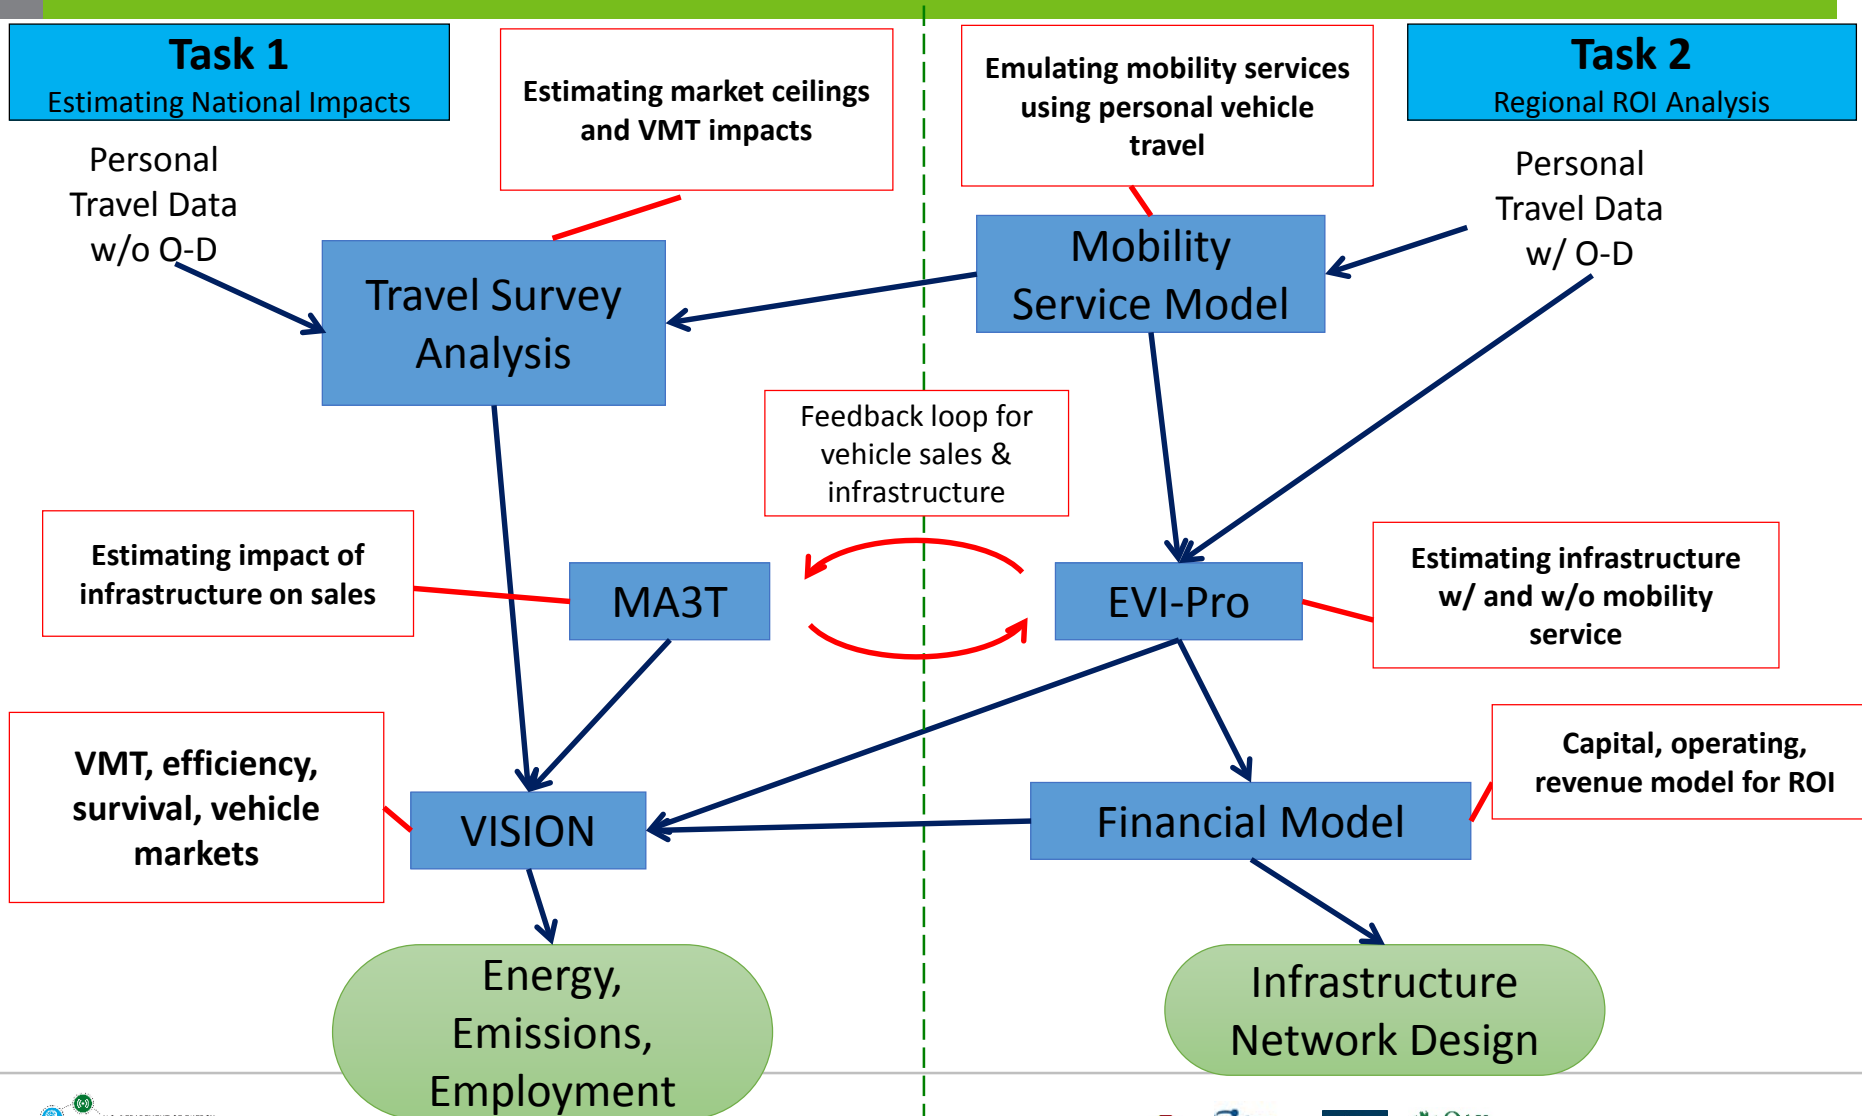 Task 1
Estimating National Impacts
Estimating market ceilings
and VMT impacts
Emulating mobility services
using personal vehicle
travel
Task 2
Regional ROI Analysis
Personal
Travel Data
w/o O-D
Personal
Travel Data
w/ O-D
Travel Survey
Analysis
Mobility
Service Model
Feedback loop for
vehicle sales &
infrastructure
Estimating impact of
infrastructure on sales
MA3T
EVI-Pro
Estimating infrastructure
w/ and w/o mobility
service
VMT, efficiency,
survival, vehicle
markets
VISION
Financial Model
Capital, operating,
revenue model for ROI
Energy,
Emissions,
Employment
Infrastructure
Network Design